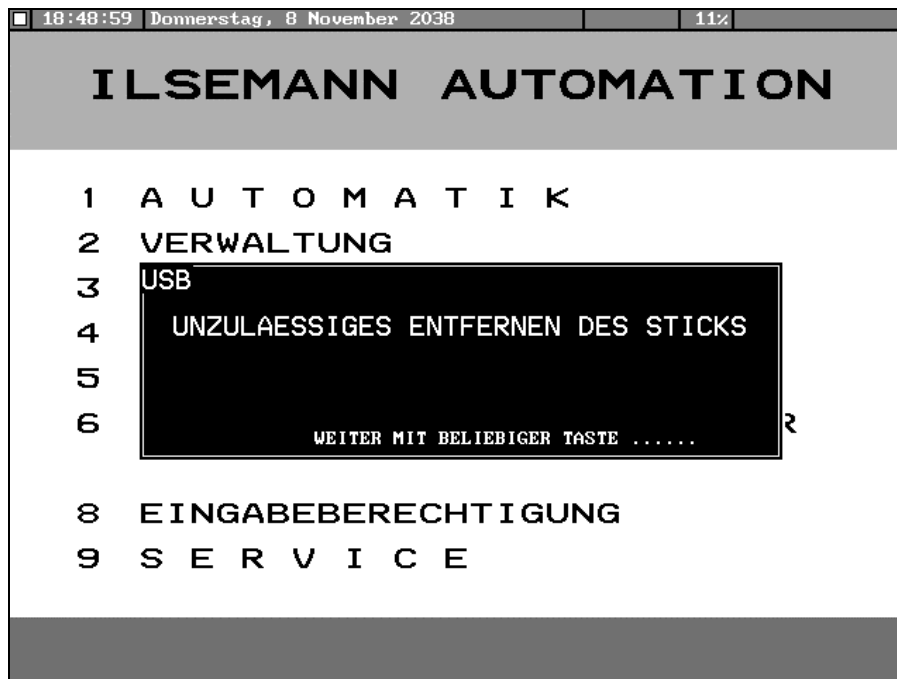 18:48:59 Donnerstag, 8 November 2038 11%
ILSEMANN AUTOMATION
1 A U T O M A T I K
2 VERWALTUNG
3
USB
UNZULAESSIGES ENTFERNEN DES STICKS
4
5
6 R
WEITER MIT BELIEBIGER TASTE ......
8 EINGABEBERECHTIGUNG
9 S E R V I C E